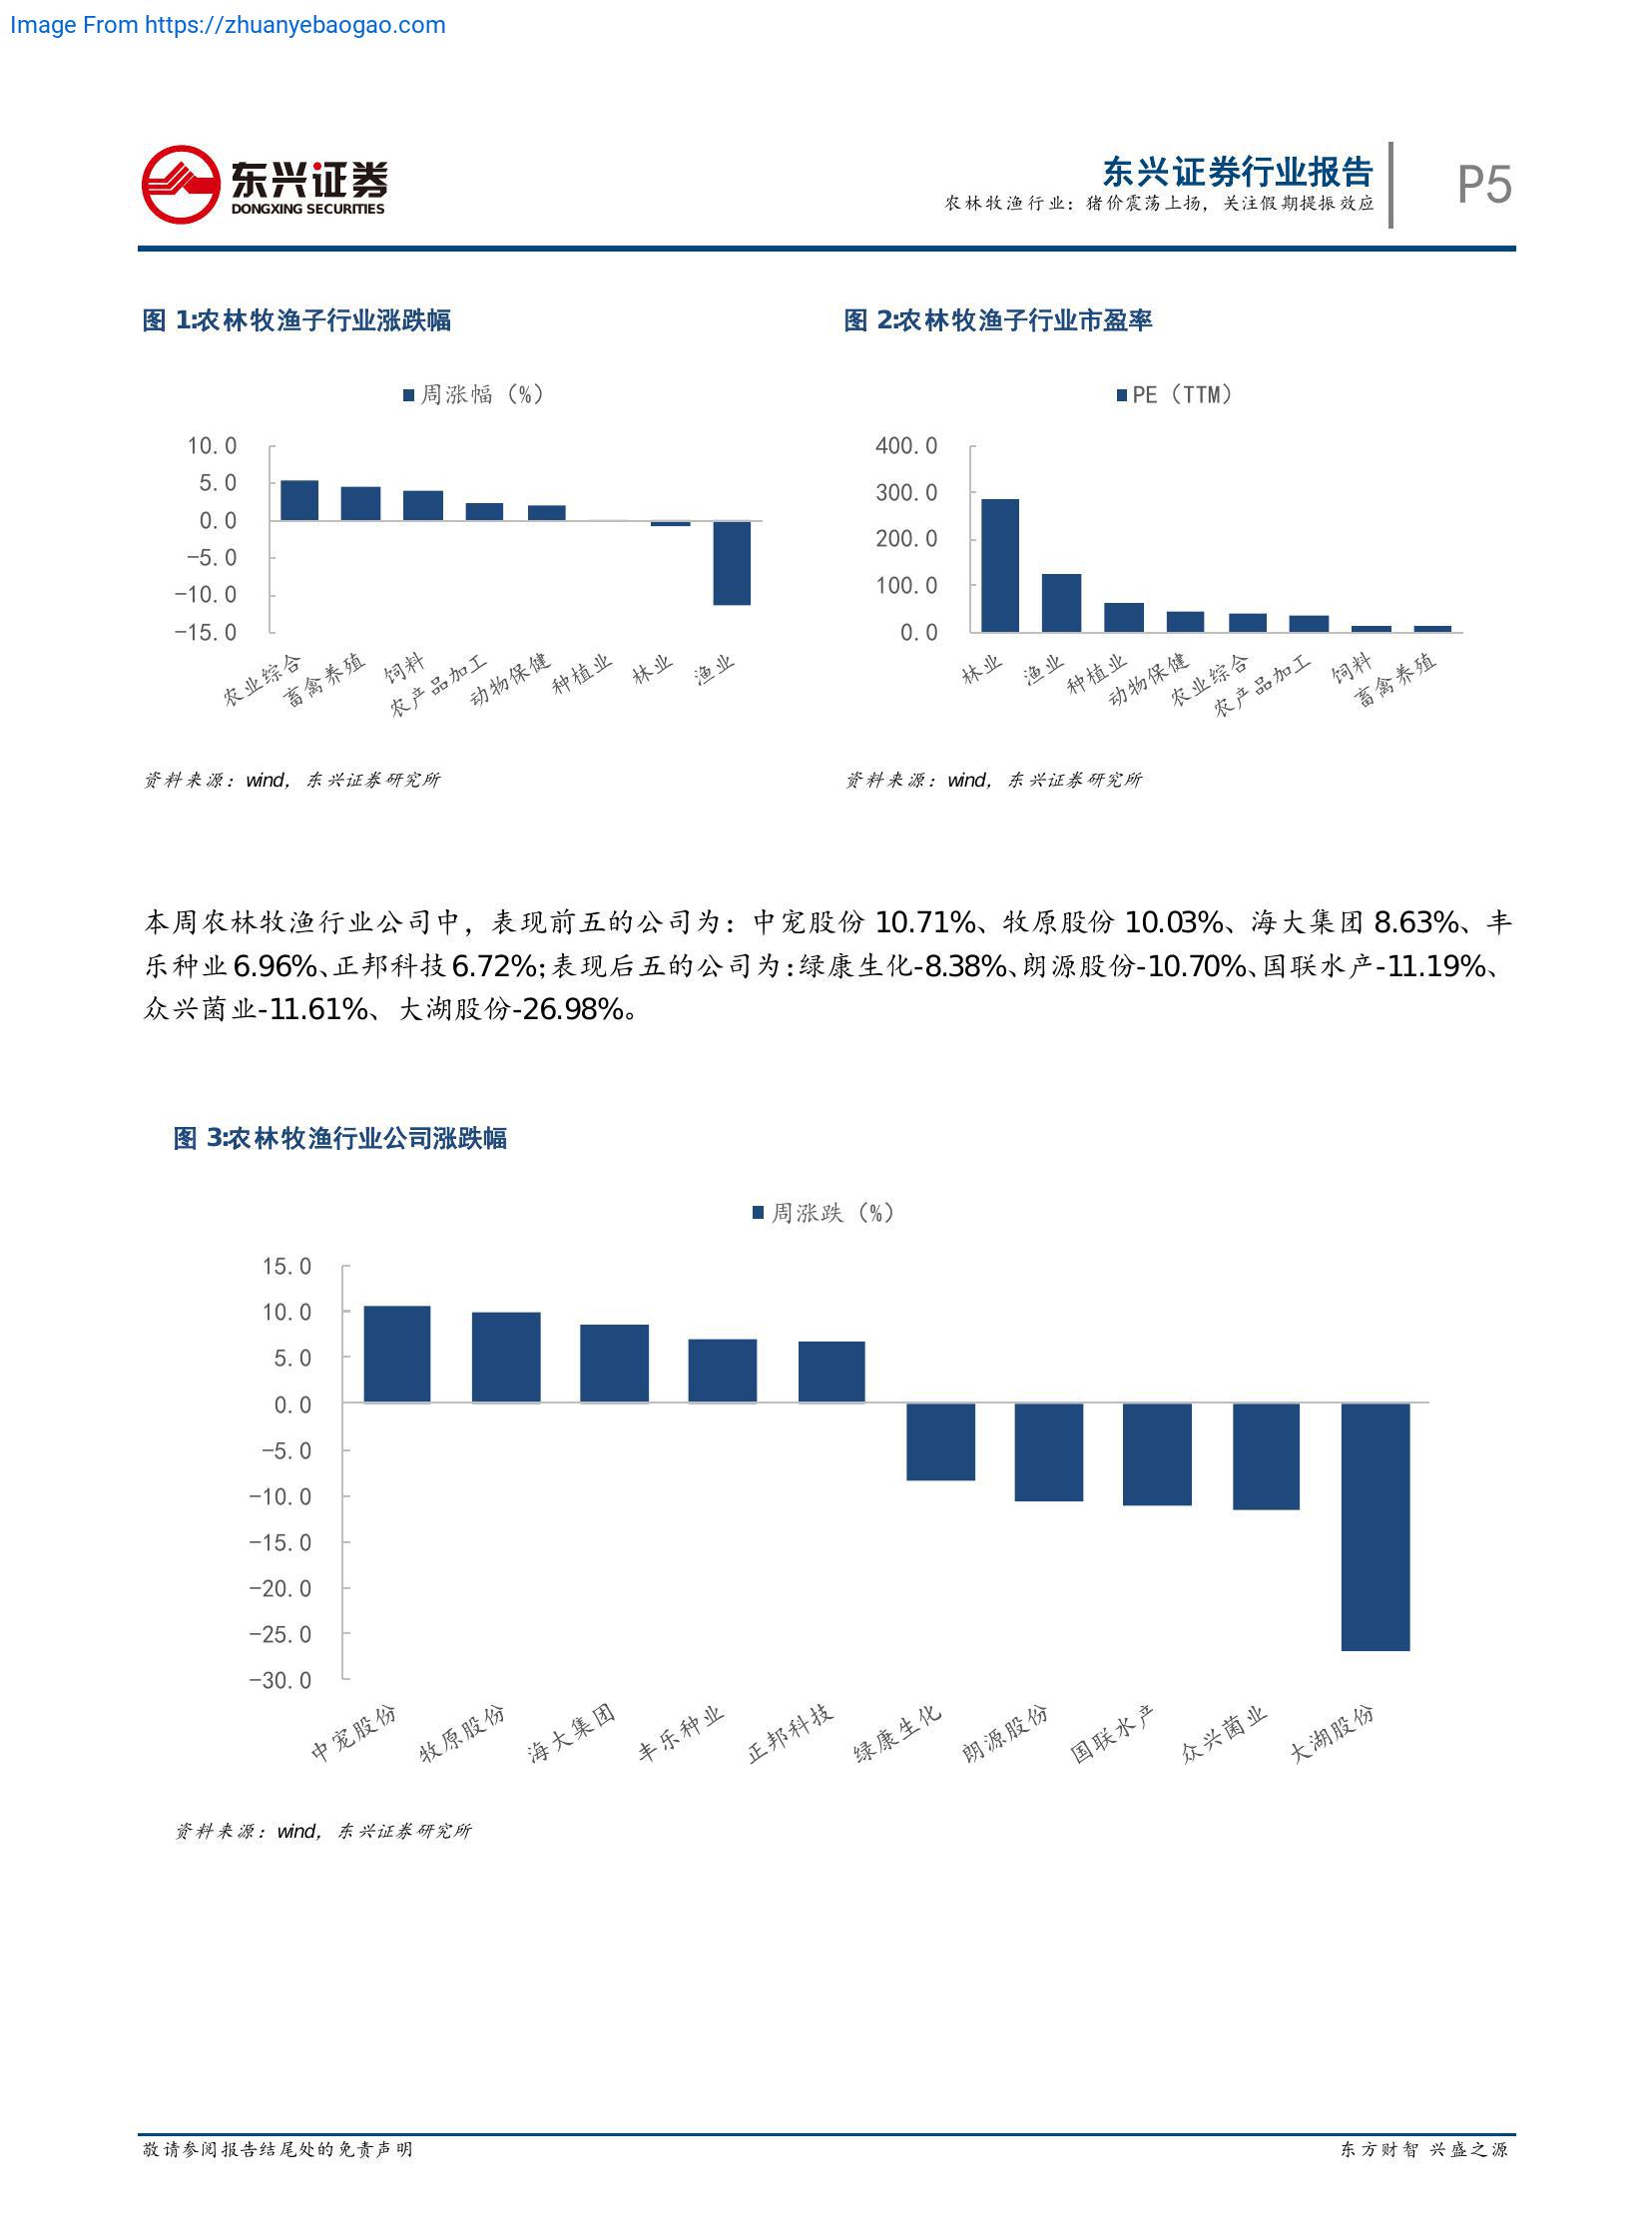 Image From https://zhuanyebaogao.com
东兴证券
DONGXING SECURITIES
东兴证券行业报告
农林牧渔行业：猪价震荡上扬，关注假期提振效应
P5
图 1:农林牧渔子行业涨跌幅
周涨幅（%）
10.0
5.0
0.0
-5.0
-10.0
-15.0
农业综合
畜禽养殖
饲料
农产品加工
动物保健
种植业
林业
渔业
资料来源：wind，东兴证券研究所
图 2:农林牧渔子行业市盈率
PE（TTM）
400.0
300.0
200.0
100.0
0.0
林业
渔业
种植业
动物保健
农业综合
农产品加工
饲料
畜禽养殖
资料来源：wind，东兴证券研究所
本周农林牧渔行业公司中，表现前五的公司为：中宠股份 10.71%、牧原股份 10.03%、海大集团 8.63%、丰
乐种业 6.96%、正邦科技 6.72%；表现后五的公司为：绿康生化-8.38%、朗源股份-10.70%、国联水产-11.19%、
众兴菌业-11.61%、大湖股份-26.98%。
图 3:农林牧渔行业公司涨跌幅
周涨跌（%）
15.0
10.0
5.0
0.0
-5.0
-10.0
-15.0
-20.0
-25.0
-30.0
中宠股份
牧原股份
海大集团
丰乐种业
正邦科技
绿康生化
朗源股份
国联水产
众兴菌业
大湖股份
资料来源：wind，东兴证券研究所
敬请参阅报告结尾处的免责声明
东方财智 兴盛之源